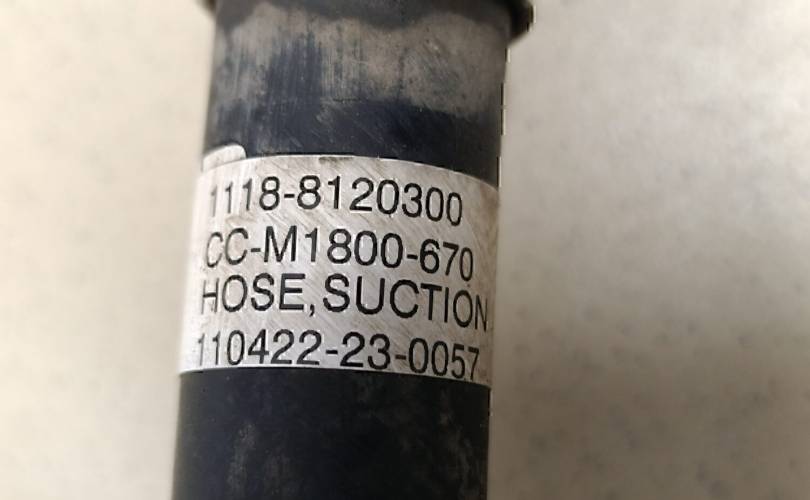 1118-8120300
CC-M1800-670
HOSE,SUCTION
110422-23-0057